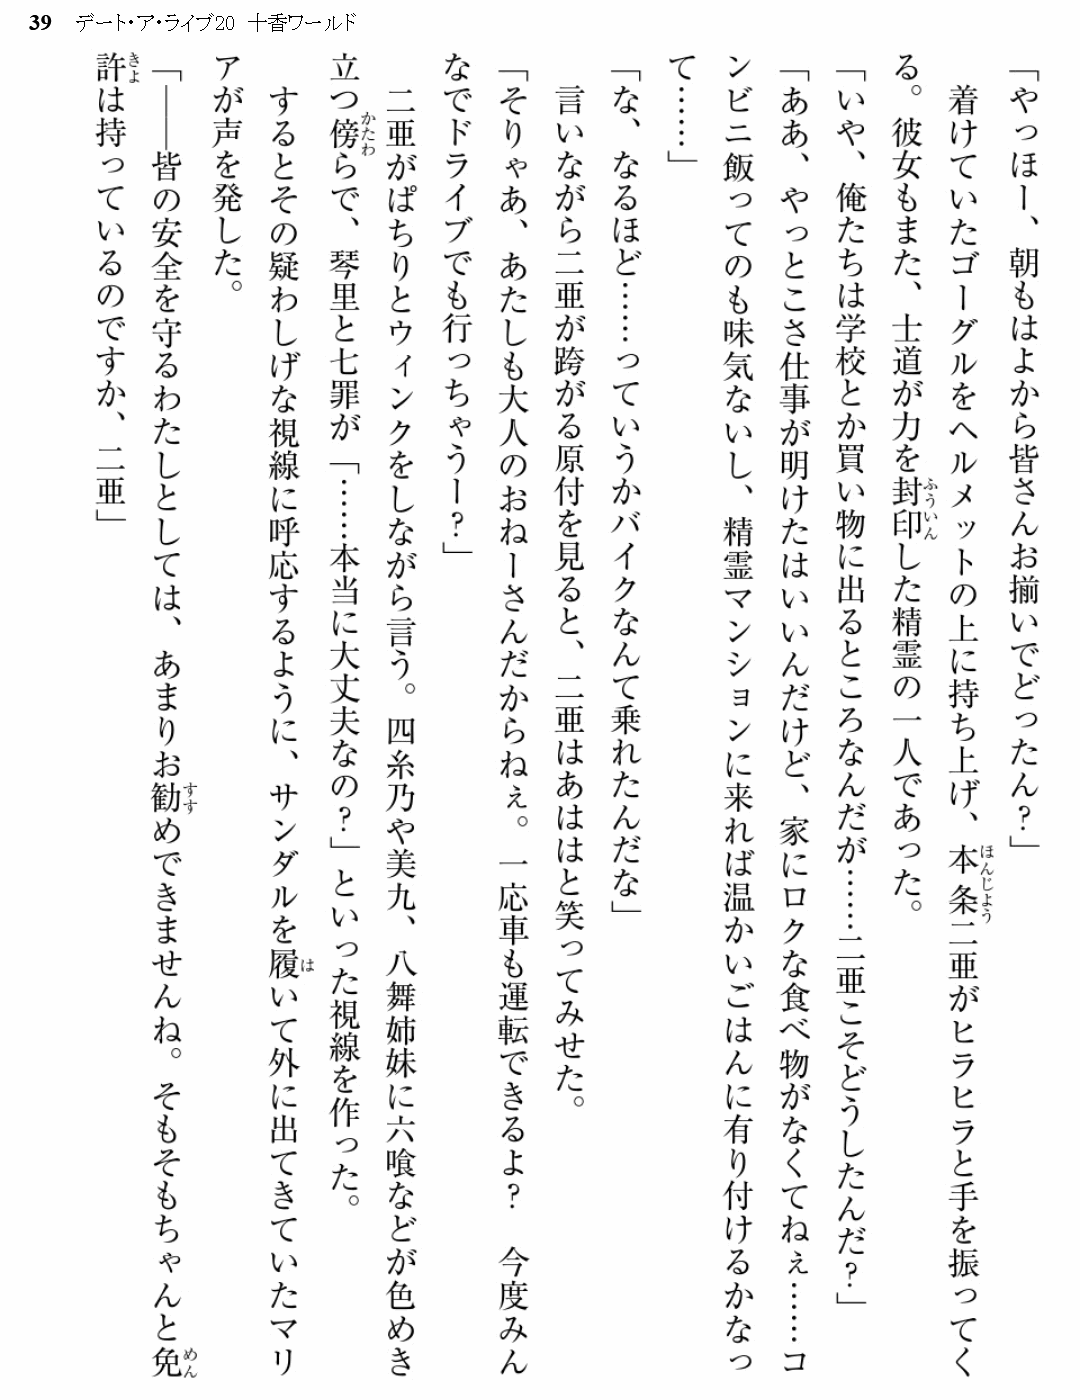 39 デート・ア・ライブ20 十香ワールド
「やっほー、朝もはよから皆さんお揃いでどったん？」
着けていたゴーグルをヘルメットの上に持ち上げ、本条二亜がヒラヒラと手を振ってく
る。彼女もまた、士道が力を封印した精霊の一人であった。
「いや、俺たちは学校とか買い物に出るところなんだが……二亜こそどうしたんだ？」
「ああ、やっとこさ仕事が明けたはいいんだけど、家にロクな食べ物がなくてねぇ……コ
ンビニ飯ってのも味気ないし、精霊マンションに来れば温かいごはんに有り付けるかなっ
て……」
「な、なるほど……っていうかバイクなんて乗れたんだな」
言いながら二亜が跨がる原付を見ると、二亜はあははと笑ってみせた。
「そりゃあ、あたしも大人のおねーさんだからねぇ。一応車も運転できるよ？　今度みん
なでドライブでも行っちゃうー？」
二亜がぱちりとウィンクをしながら言う。四糸乃や美九、八舞姉妹に六喰などが色めき
立つ傍らで、琴里と七罪が「……本当に大丈夫なの？」といった視線を作った。
するとその疑わしげな視線に呼応するように、サンダルを履いて外に出てきていたマリ
アが声を発した。
「――皆の安全を守るわたしとしては、あまりお勧めできませんね。そもそもちゃんと免
許は持っているのですか、二亜」